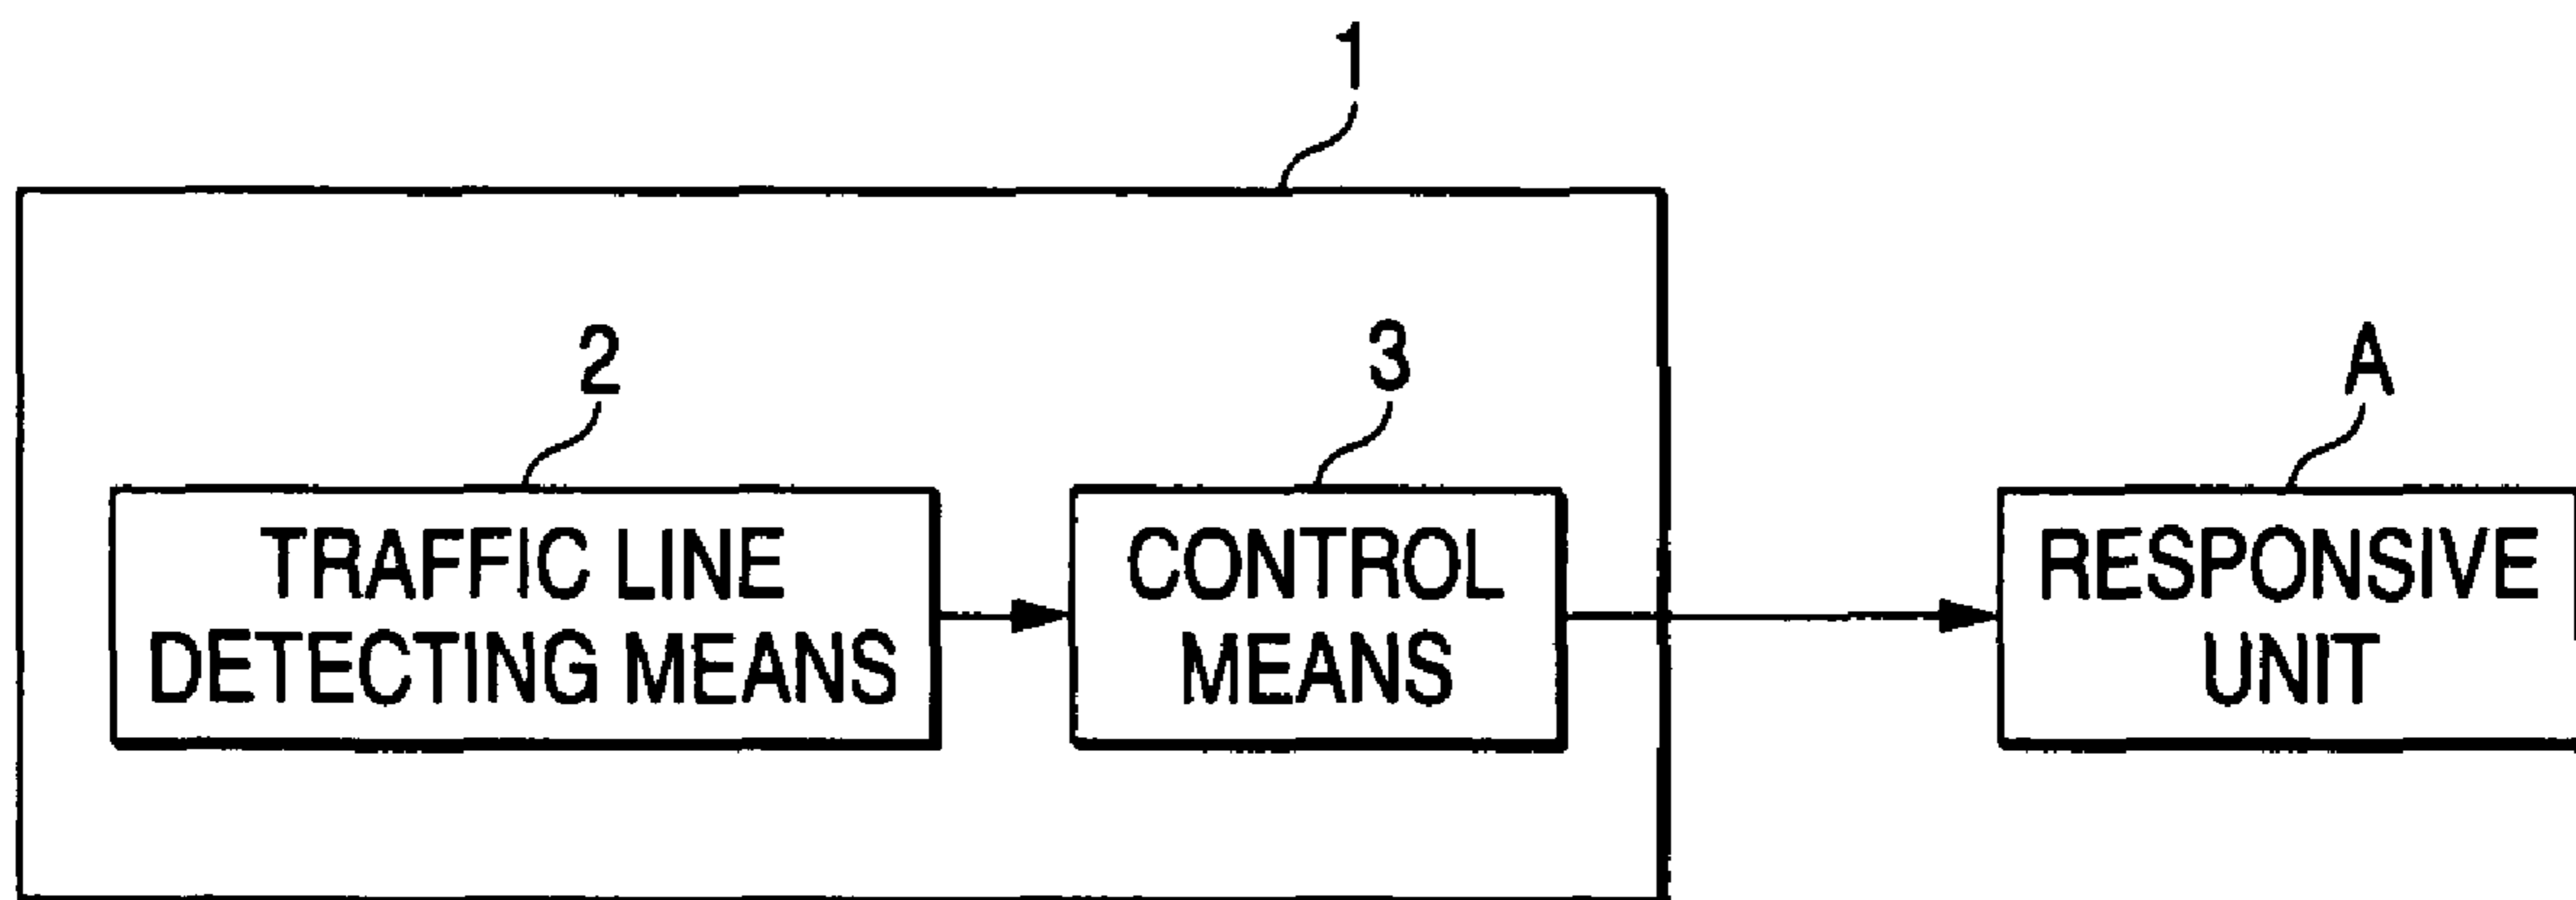 1
2
3
A
TRAFFIC LINE
DETECTING MEANS
CONTROL
MEANS
RESPONSIVE
UNIT